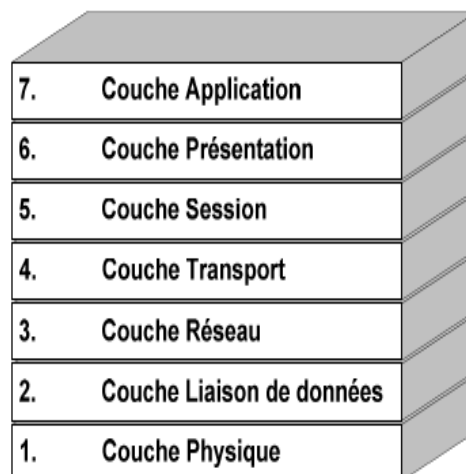 7. Couche Application
6. Couche Présentation
5. Couche Session
4. Couche Transport
3. Couche Réseau
2. Couche Liaison de données
1. Couche Physique